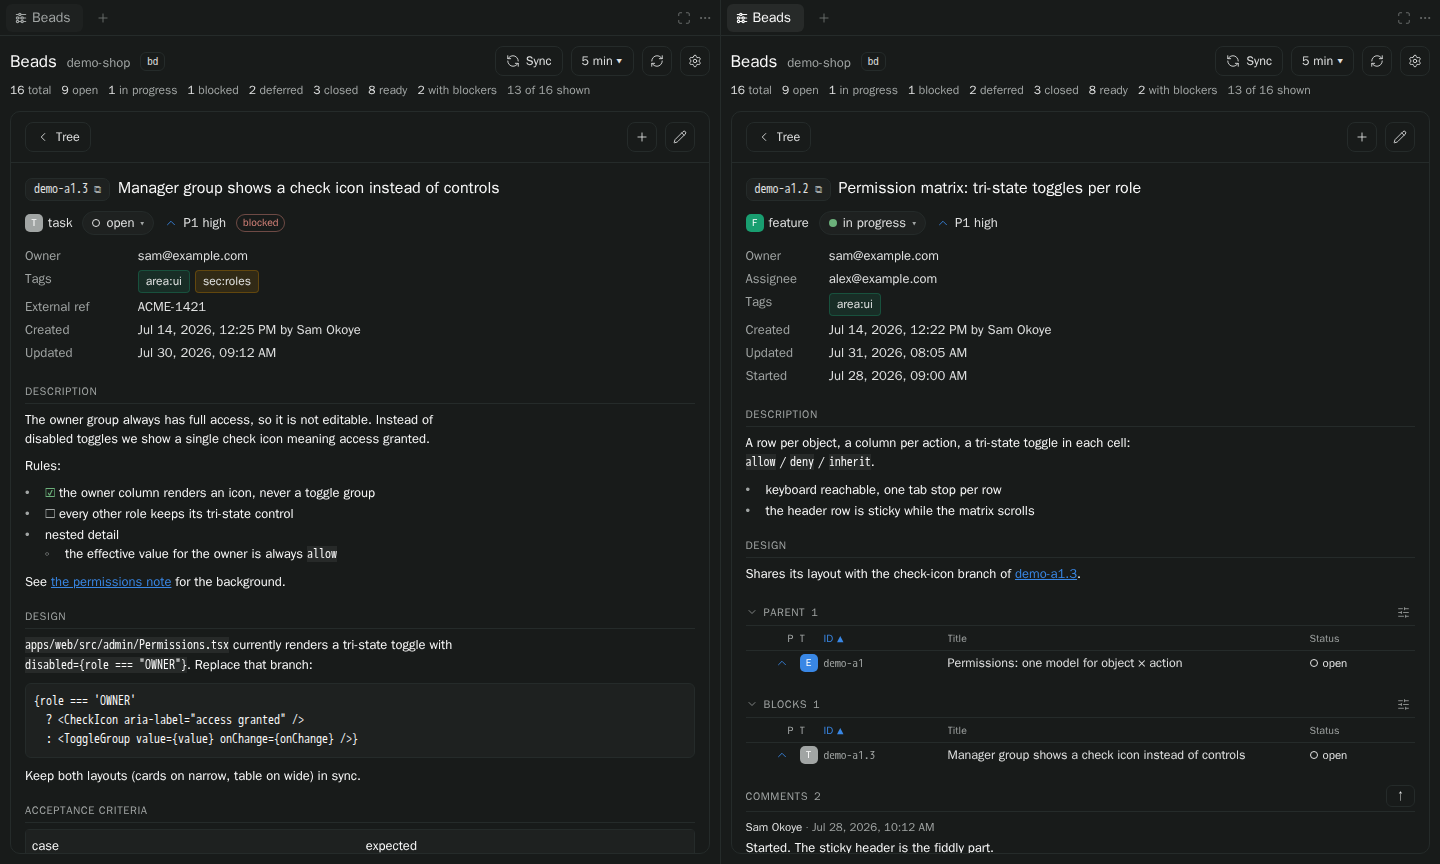 Beads
Beads demo-shop bd Sync 5 min ▾
16 total 9 open 1 in progress 1 blocked 2 deferred 3 closed 8 ready 2 with blockers 13 of 16 shown
Tree
demo-a1.3 Manager group shows a check icon instead of controls
T task open ▾ P1 high blocked
Owner sam@example.com
Tags area:ui sec:roles
External ref ACME-1421
Created Jul 14, 2026, 12:25 PM by Sam Okoye
Updated Jul 30, 2026, 09:12 AM
DESCRIPTION
The owner group always has full access, so it is not editable. Instead of
disabled toggles we show a single check icon meaning access granted.
Rules:
• ☑ the owner column renders an icon, never a toggle group
• ☐ every other role keeps its tri-state control
• nested detail
◦ the effective value for the owner is always allow
See the permissions note for the background.
DESIGN
apps/web/src/admin/Permissions.tsx currently renders a tri-state toggle with
disabled={role === "OWNER"}. Replace that branch:
{role === 'OWNER'
? <CheckIcon aria-label="access granted" />
: <ToggleGroup value={value} onChange={onChange} />}
Keep both layouts (cards on narrow, table on wide) in sync.
ACCEPTANCE CRITERIA
case expected
Beads
Beads demo-shop bd Sync 5 min ▾
16 total 9 open 1 in progress 1 blocked 2 deferred 3 closed 8 ready 2 with blockers 13 of 16 shown
Tree
demo-a1.2 Permission matrix: tri-state toggles per role
F feature in progress ▾ P1 high
Owner sam@example.com
Assignee alex@example.com
Tags area:ui
Created Jul 14, 2026, 12:22 PM by Sam Okoye
Updated Jul 31, 2026, 08:05 AM
Started Jul 28, 2026, 09:00 AM
DESCRIPTION
A row per object, a column per action, a tri-state toggle in each cell:
allow / deny / inherit.
• keyboard reachable, one tab stop per row
• the header row is sticky while the matrix scrolls
DESIGN
Shares its layout with the check-icon branch of demo-a1.3.
PARENT 1
P T ID ▲ Title Status
E demo-a1 Permissions: one model for object × action open
BLOCKS 1
P T ID ▲ Title Status
T demo-a1.3 Manager group shows a check icon instead of controls open
COMMENTS 2 ↑
Sam Okoye · Jul 28, 2026, 10:12 AM
Started. The sticky header is the fiddly part.